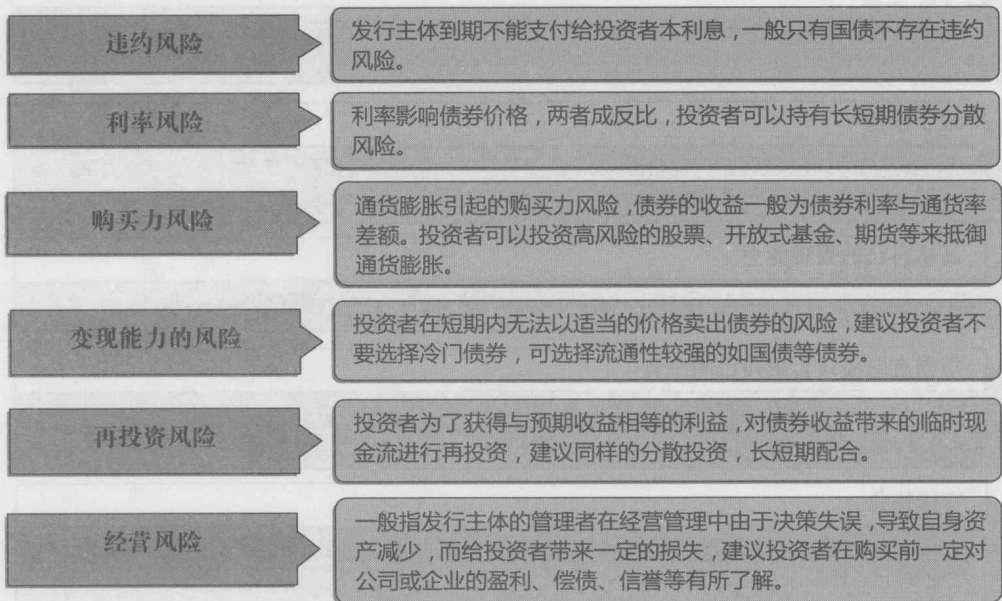 违约风险
发行主体到期不能支付给投资者本利息，一般只有国债不存在违约
风险。
利率风险
利率影响债券价格，两者成反比，投资者可以持有长短期债券分散
风险。
购买力风险
通货膨胀引起的购买力风险，债券的收益一般为债券利率与通货率
差额。投资者可以投资高风险的股票、开放式基金、期货等来抵御
通货膨胀。
变现能力的风险
投资者在短期内无法以适当的价格卖出债券的风险，建议投资者不
要选择冷门债券，可选择流通性较强的如国债等债券。
再投资风险
投资者为了获得与预期收益相等的利益，对债券收益带来的临时现
金流进行再投资，建议同样的分散投资，长短期配合。
经营风险
一般指发行主体的管理者在经营管理中由于决策失误，导致自身资
产减少，而给投资者带来一定的损失，建议投资者在购买前一定对
公司或企业的盈利、偿债、信誉等有所了解。